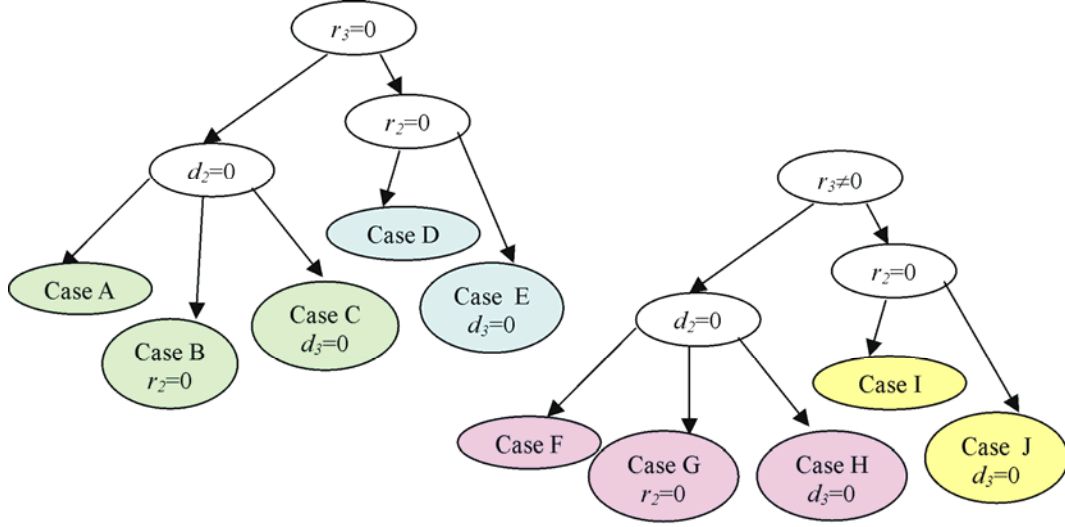 r₃=0
r₂=0
d₂=0
Case D
Case A
Case B
r₂=0
Case C
d₃=0
Case E
d₃=0
r₃≠0
r₂=0
d₂=0
Case I
Case F
Case G
r₂=0
Case H
d₃=0
Case J
d₃=0